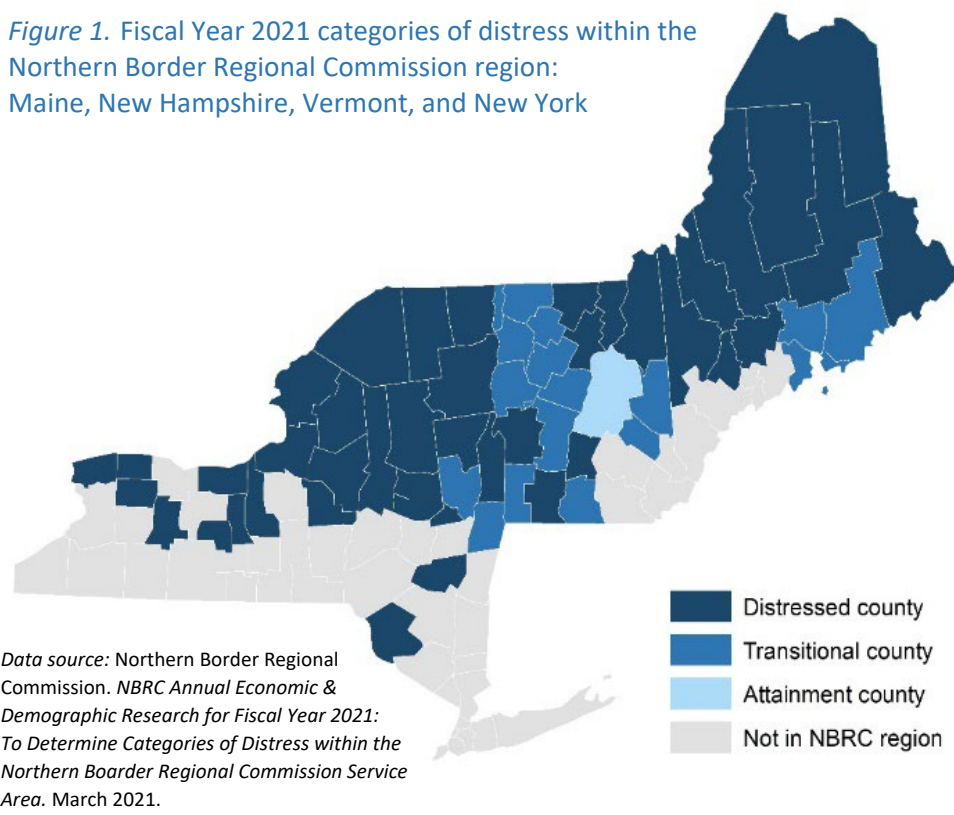 Figure 1. Fiscal Year 2021 categories of distress within the
Northern Border Regional Commission region:
Maine, New Hampshire, Vermont, and New York
Distressed county
Transitional county
Attainment county
Not in NBRC region
Data source: Northern Border Regional
Commission. NBRC Annual Economic &
Demographic Research for Fiscal Year 2021:
To Determine Categories of Distress within the
Northern Boarder Regional Commission Service
Area. March 2021.